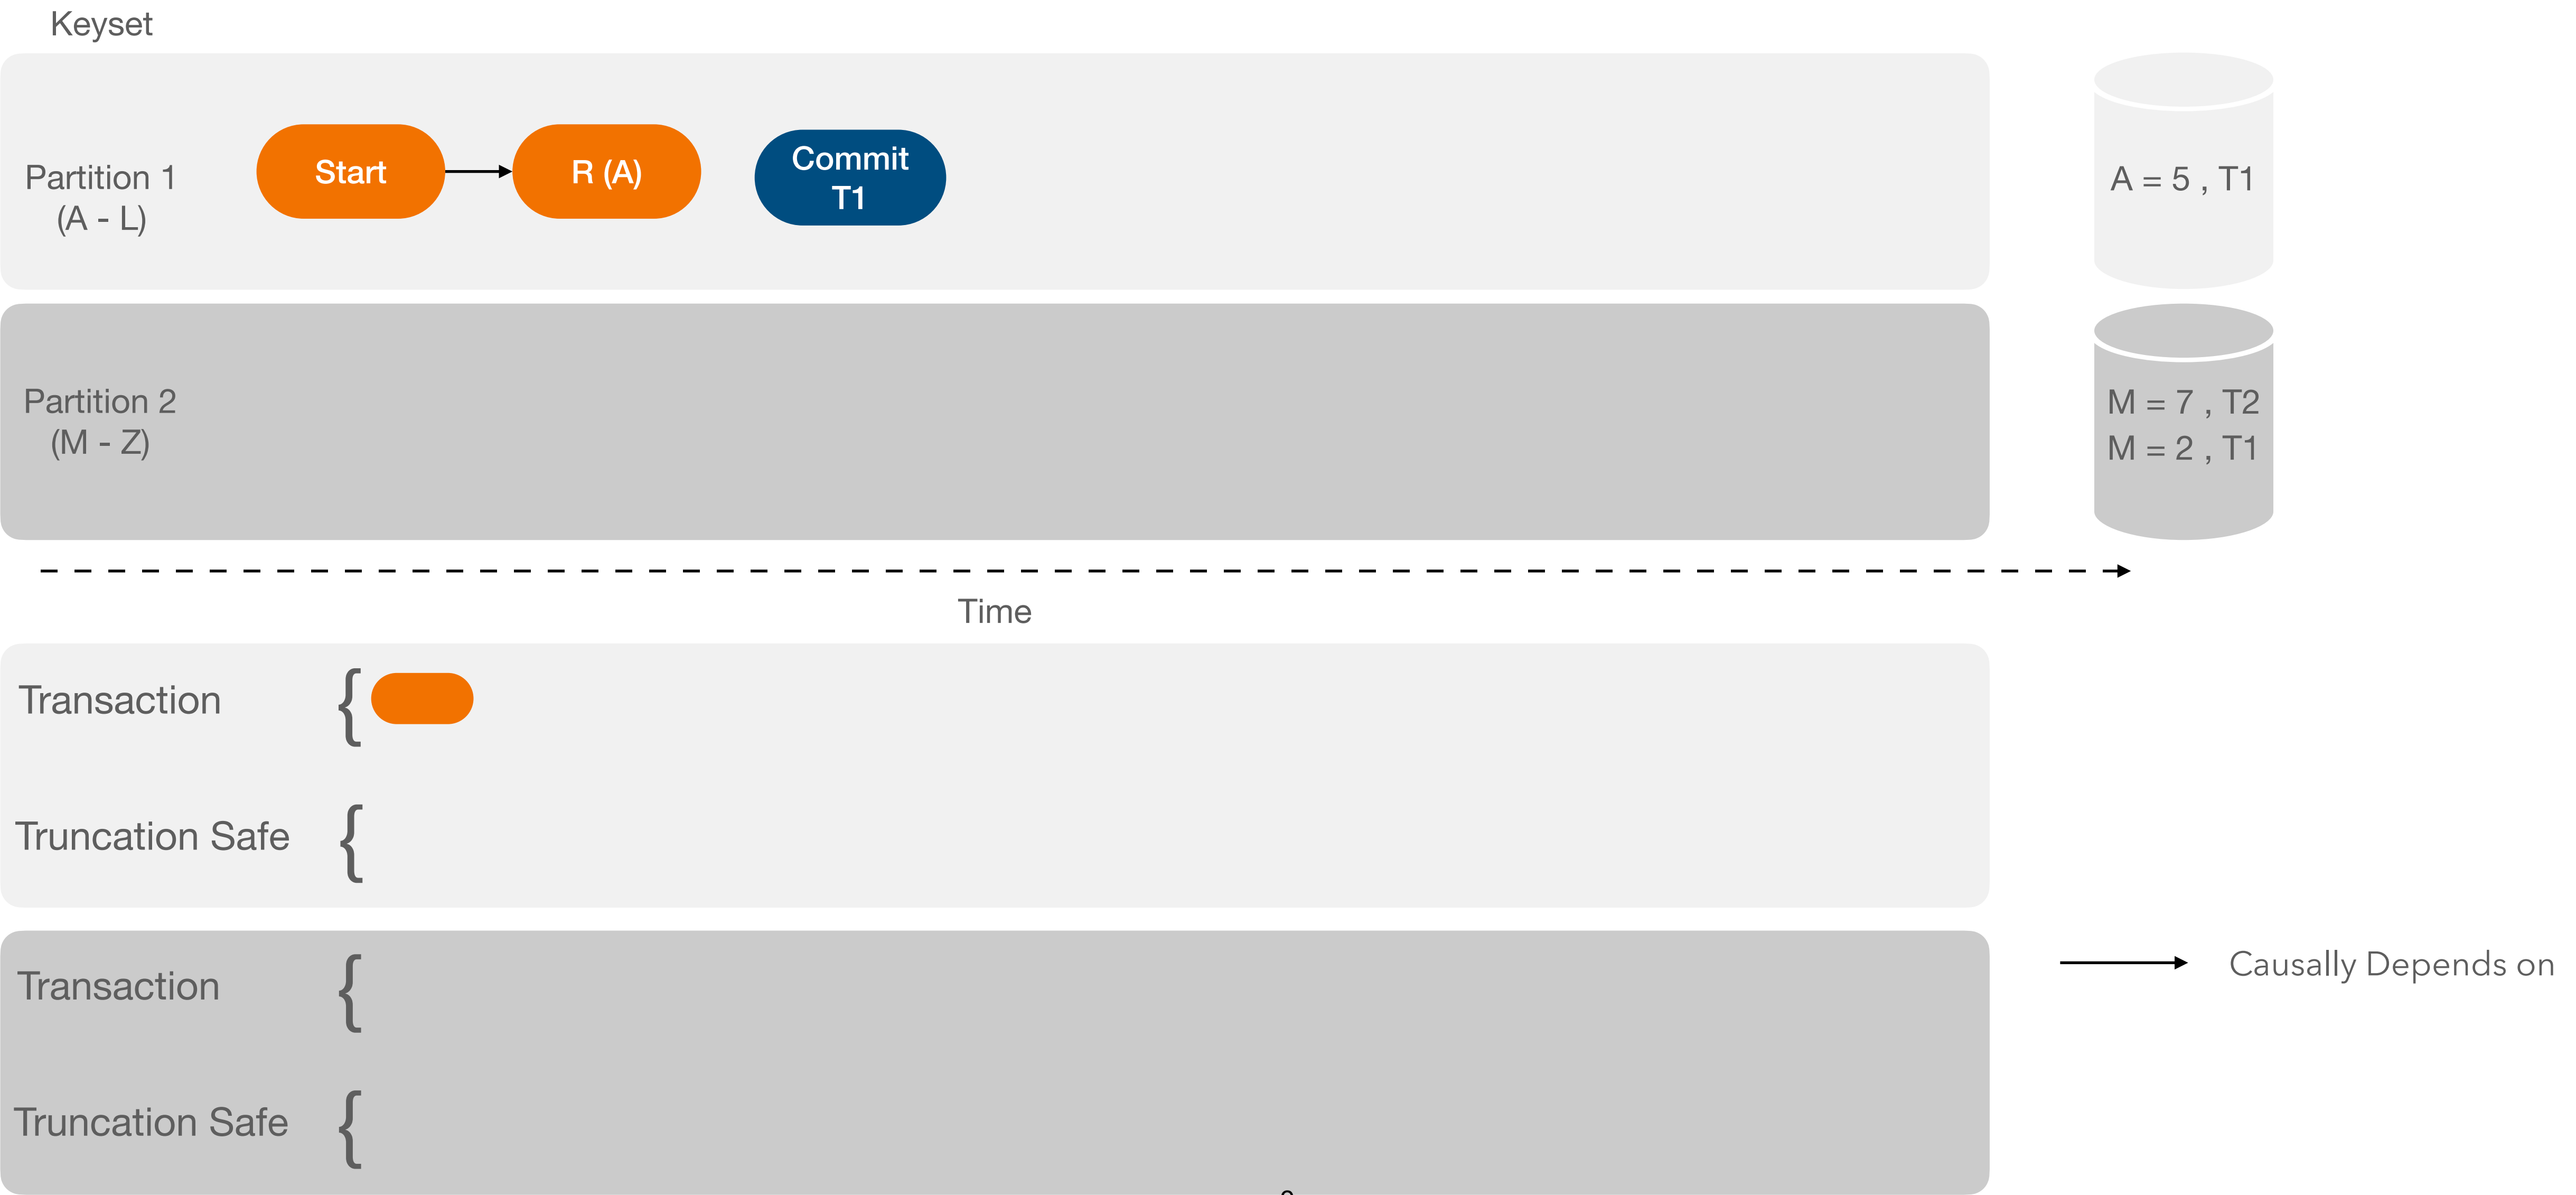 Keyset
Partition 1
(A - L)
Start
R (A)
Commit
T1
A = 5 , T1
Partition 2
(M - Z)
M = 7 , T2
M = 2 , T1
Time
Transaction {
Truncation Safe {
Transaction {
Truncation Safe {
Causally Depends on